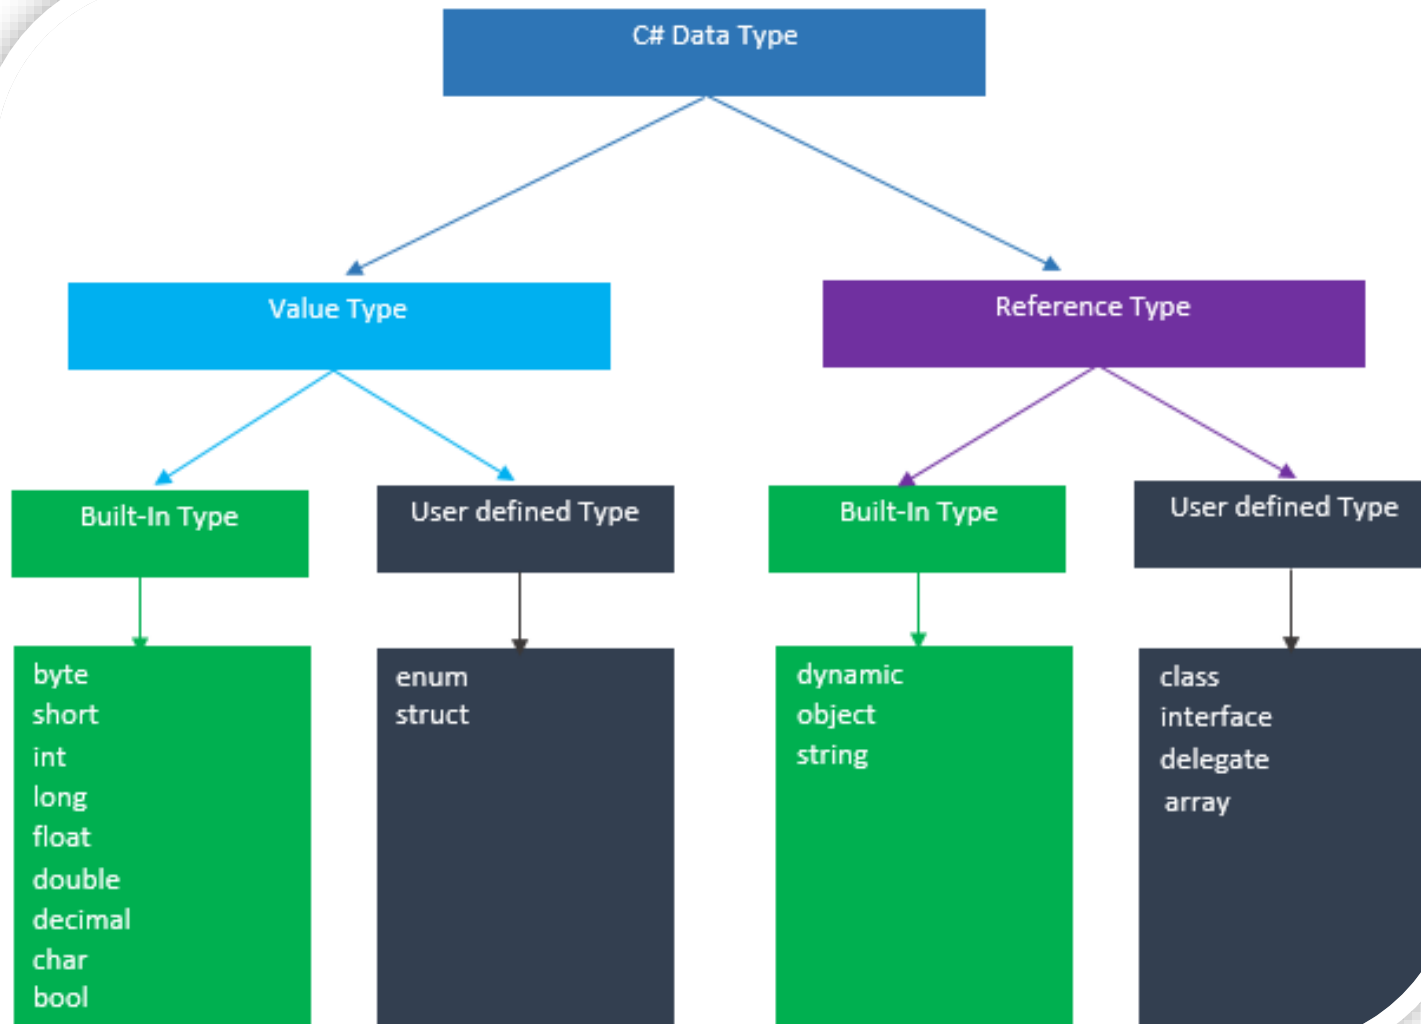 C# Data Type
Value Type
Reference Type
Built-In Type
User defined Type
Built-In Type
User defined Type
byte
short
int
long
float
double
decimal
char
bool
enum
struct
dynamic
object
string
class
interface
delegate
array